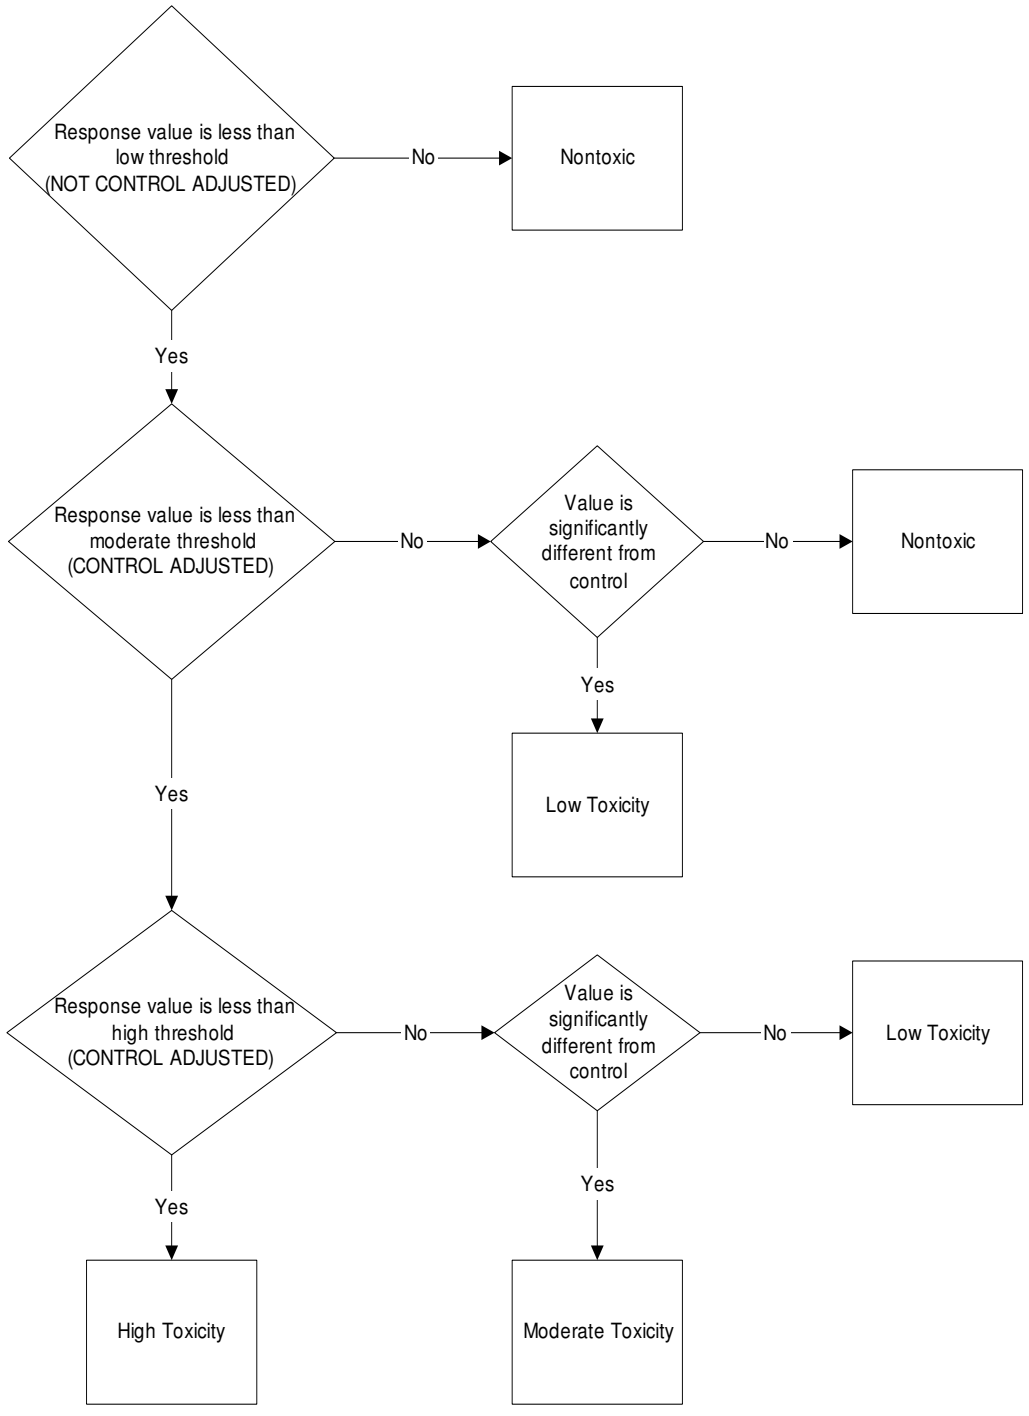 Response value is less than
low threshold
(NOT CONTROL ADJUSTED)
No
Nontoxic
Yes
Response value is less than
moderate threshold
(CONTROL ADJUSTED)
No
Value is
significantly
different from
control
No
Nontoxic
Yes
Low Toxicity
Yes
Response value is less than
high threshold
(CONTROL ADJUSTED)
No
Value is
significantly
different from
control
No
Low Toxicity
Yes
Yes
High Toxicity
Moderate Toxicity